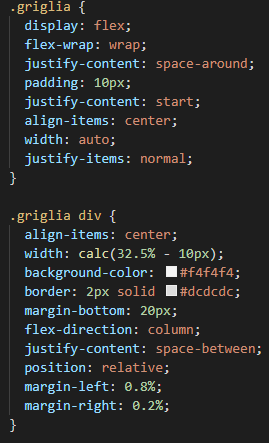 .griglia {
display: flex;
flex-wrap: wrap;
justify-content: space-around;
padding: 10px;
justify-content: start;
align-items: center;
width: auto;
justify-items: normal;
}
.griglia div {
align-items: center;
width: calc(32.5% - 10px);
background-color: #f4f4f4;
border: 2px solid #dcdcdc;
margin-bottom: 20px;
flex-direction: column;
justify-content: space-between;
position: relative;
margin-left: 0.8%;
margin-right: 0.2%;
}